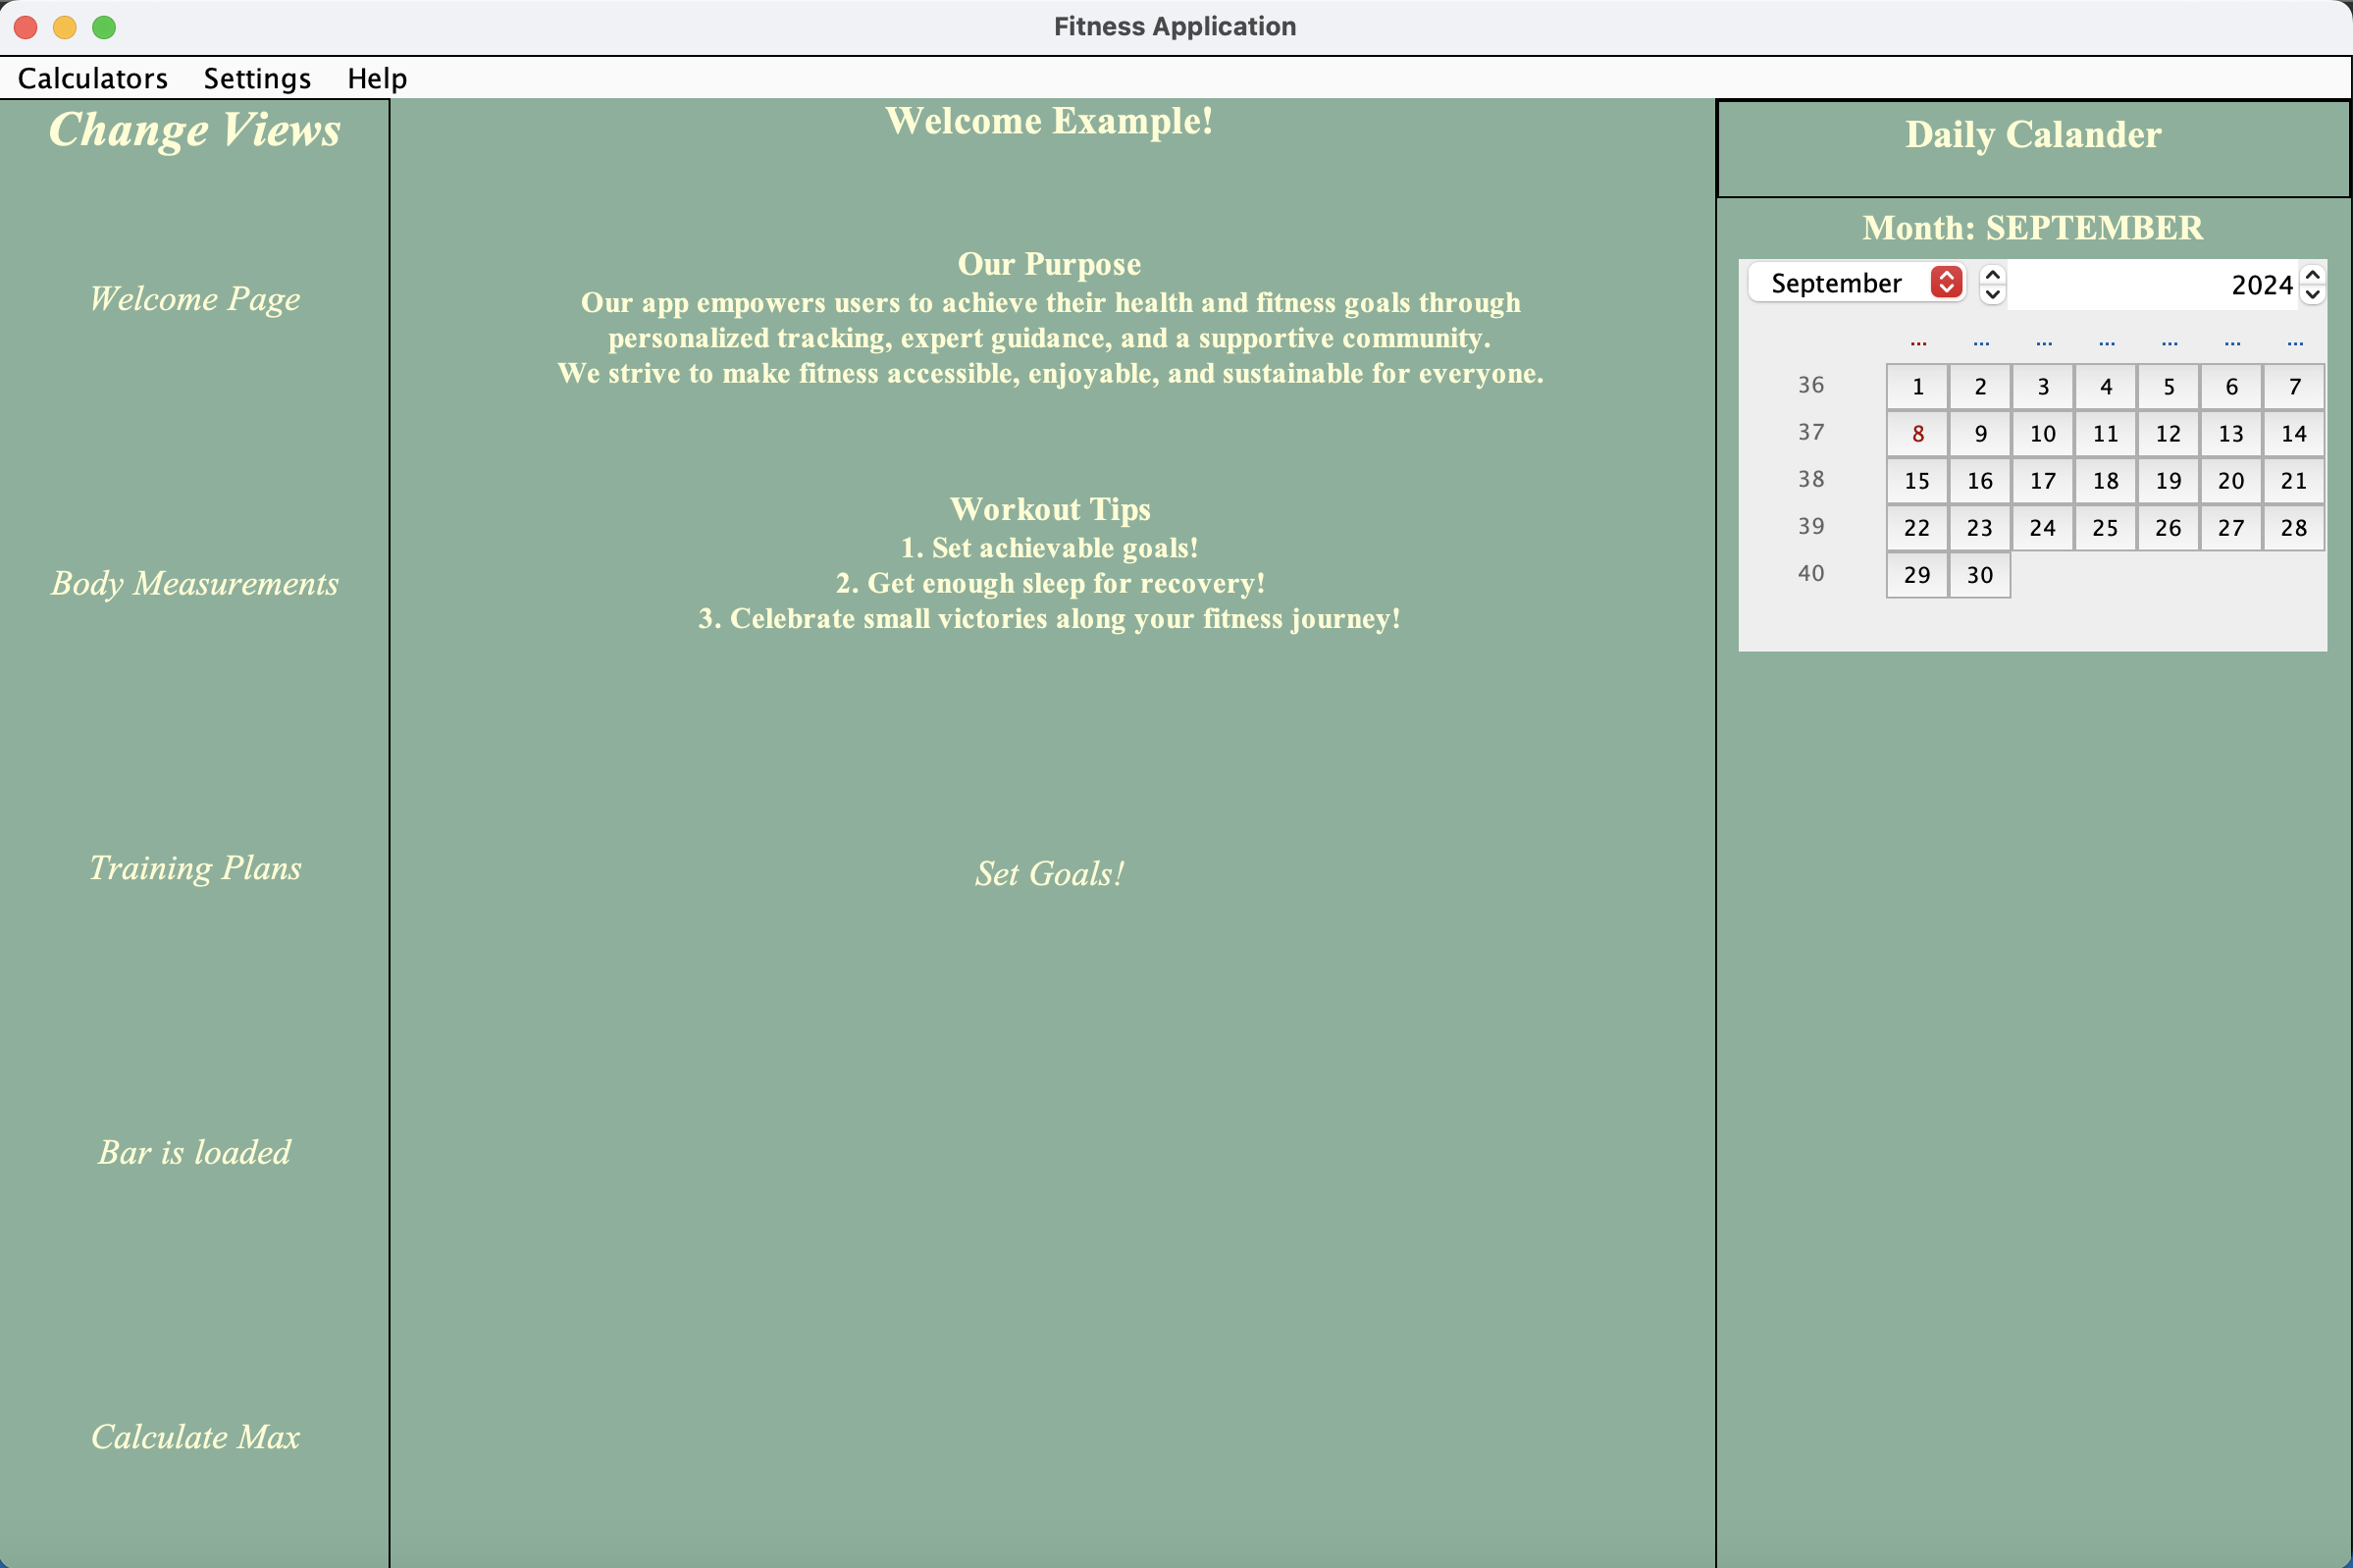 Fitness Application
Calculators Settings Help
Change Views
Welcome Page
Body Measurements
Training Plans
Bar is loaded
Calculate Max
Welcome Example!
Our Purpose
Our app empowers users to achieve their health and fitness goals through
personalized tracking, expert guidance, and a supportive community.
We strive to make fitness accessible, enjoyable, and sustainable for everyone.
Workout Tips
1. Set achievable goals!
2. Get enough sleep for recovery!
3. Celebrate small victories along your fitness journey!
Set Goals!
Daily Calander
Month: SEPTEMBER
September 2024
... ... ... ... ... ... ...
36 1 2 3 4 5 6 7
37 8 9 10 11 12 13 14
38 15 16 17 18 19 20 21
39 22 23 24 25 26 27 28
40 29 30